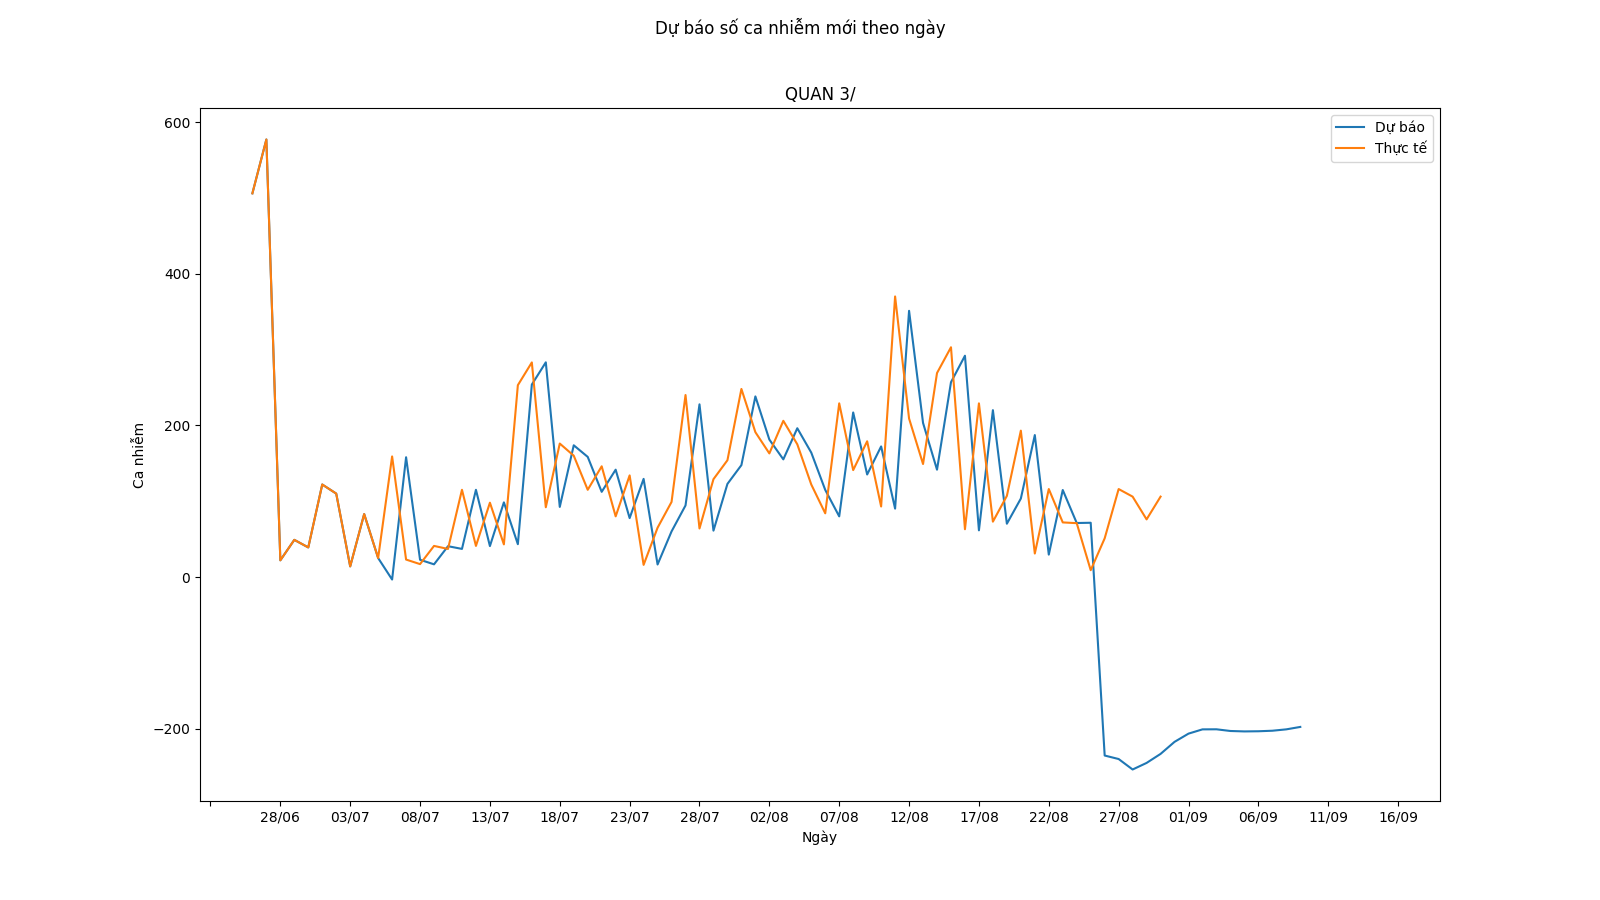 Dự báo số ca nhiễm mới theo ngày
QUAN 3/
Dự báo
Thực tế
600
400
200
0
−200
Ca nhiễm
28/06 03/07 08/07 13/07 18/07 23/07 28/07 02/08 07/08 12/08 17/08 22/08 27/08 01/09 06/09 11/09 16/09
Ngày